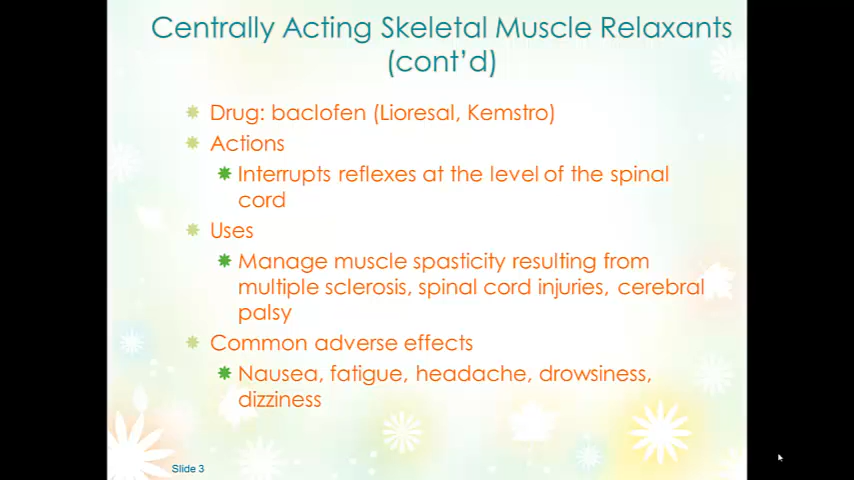 Centrally Acting Skeletal Muscle Relaxants
(cont’d)
Drug: baclofen (Lioresal, Kemstro)
Actions
Interrupts reflexes at the level of the spinal
cord
Uses
Manage muscle spasticity resulting from
multiple sclerosis, spinal cord injuries, cerebral
palsy
Common adverse effects
Nausea, fatigue, headache, drowsiness,
dizziness
Slide 3